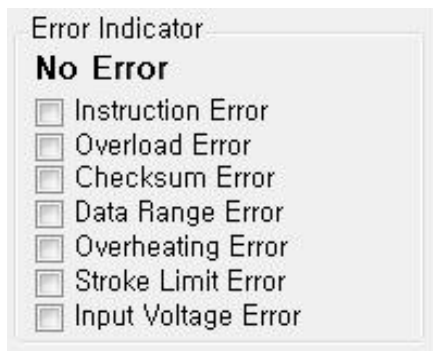 Error Indicator
No Error
Instruction Error
Overload Error
Checksum Error
Data Range Error
Overheating Error
Stroke Limit Error
Input Voltage Error